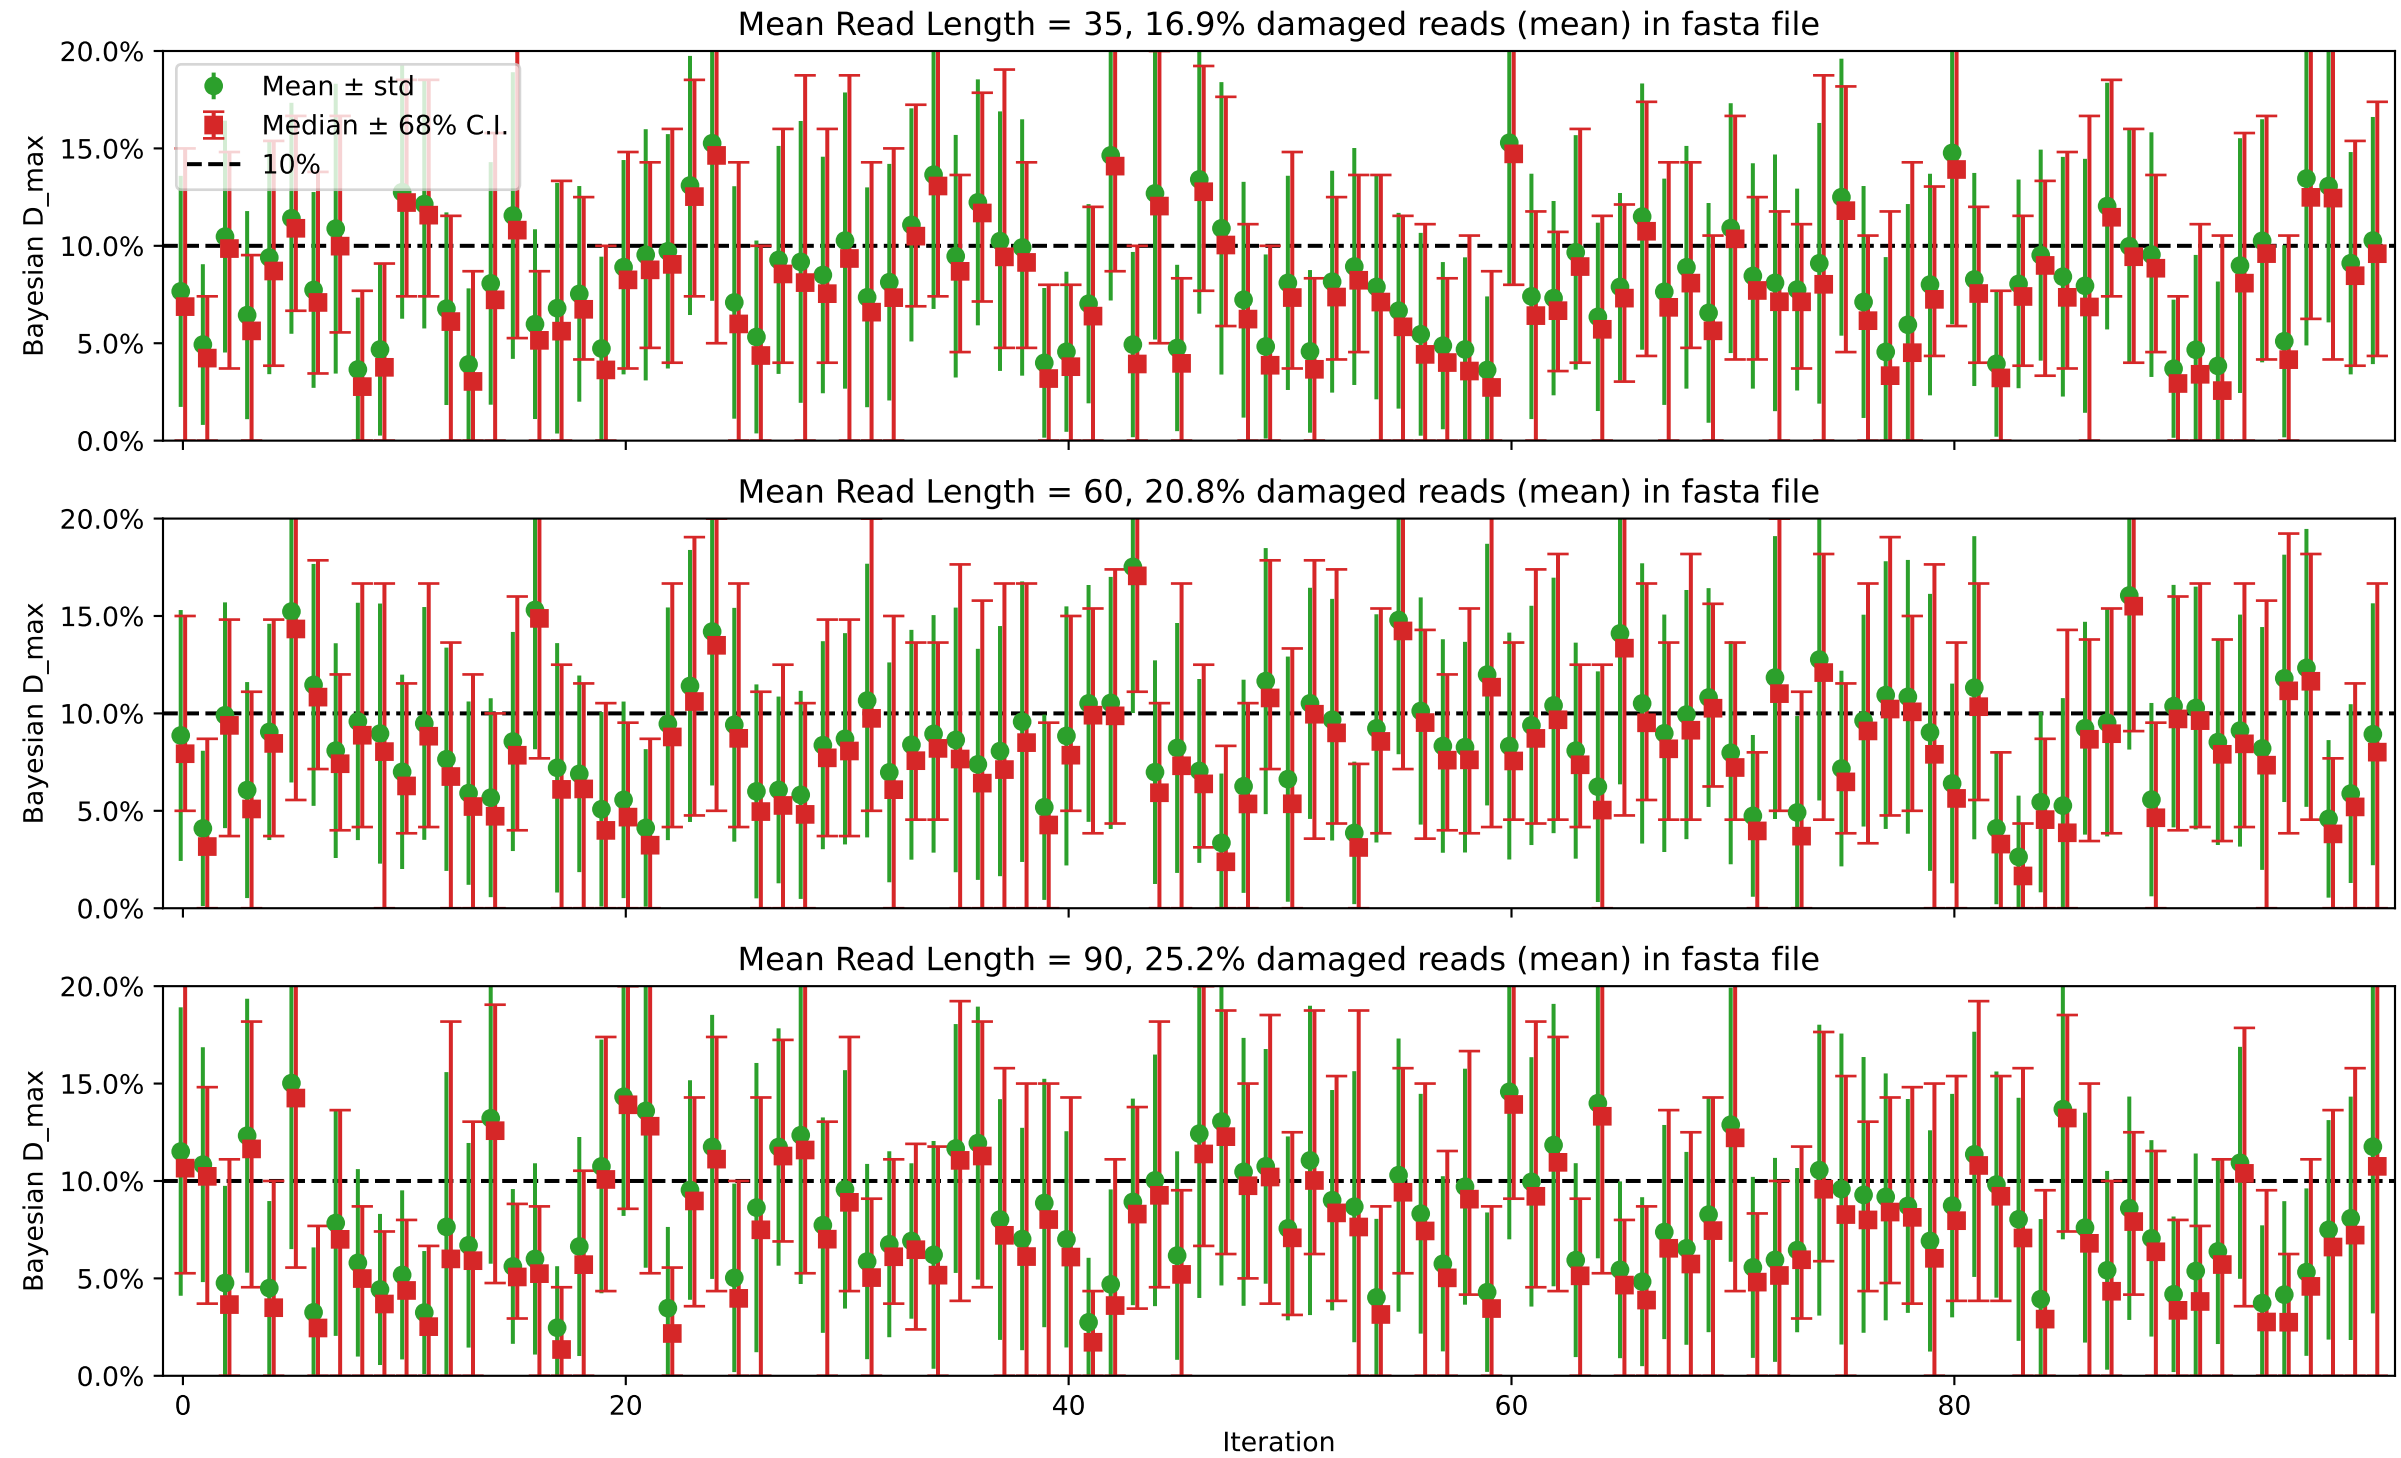 Mean Read Length = 35, 16.9% damaged reads (mean) in fasta file
20.0%
15.0%
10.0%
5.0%
0.0%
Bayesian D_max
Mean ± std
Median ± 68% C.I.
10%
Mean Read Length = 60, 20.8% damaged reads (mean) in fasta file
20.0%
15.0%
10.0%
5.0%
0.0%
Bayesian D_max
Mean Read Length = 90, 25.2% damaged reads (mean) in fasta file
20.0%
15.0%
10.0%
5.0%
0.0%
Bayesian D_max
0 20 40 60 80
Iteration